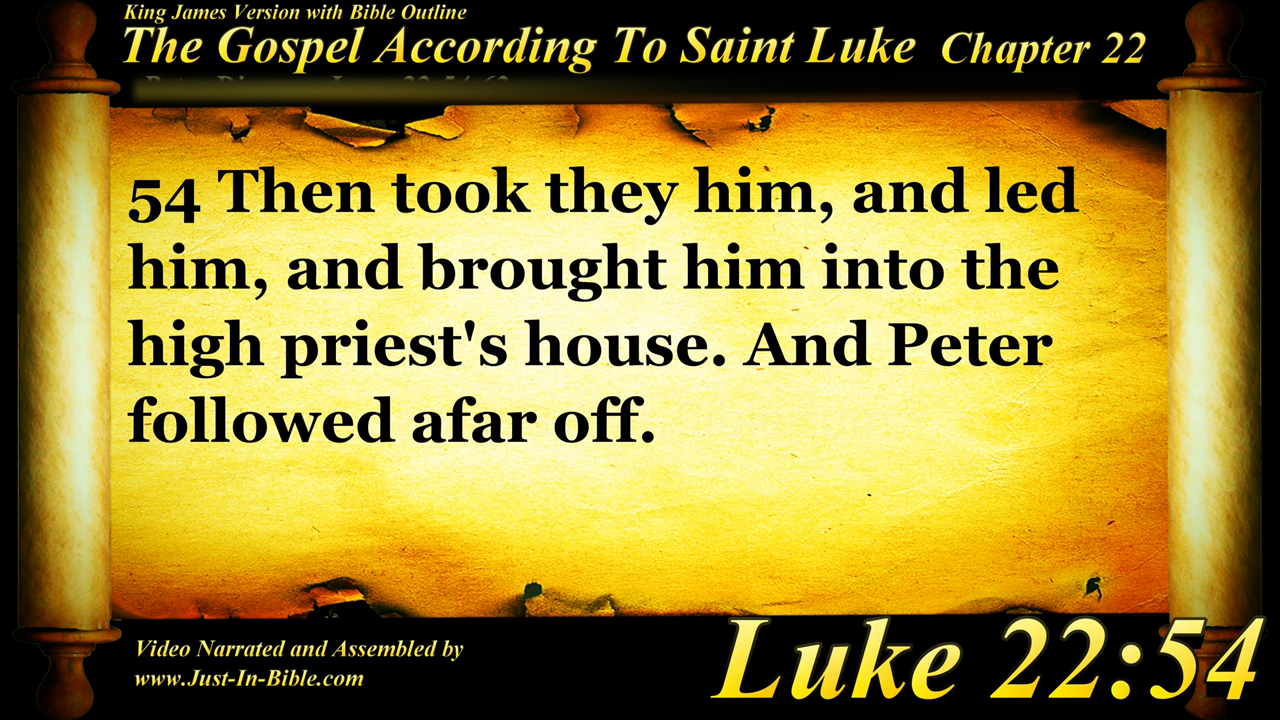 King James Version with Bible Outline
The Gospel According To Saint Luke Chapter 22
54 Then took they him, and led
him, and brought him into the
high priest's house. And Peter
followed afar off.
Video Narrated and Assembled by
www.Just-In-Bible.com
Luke 22:54